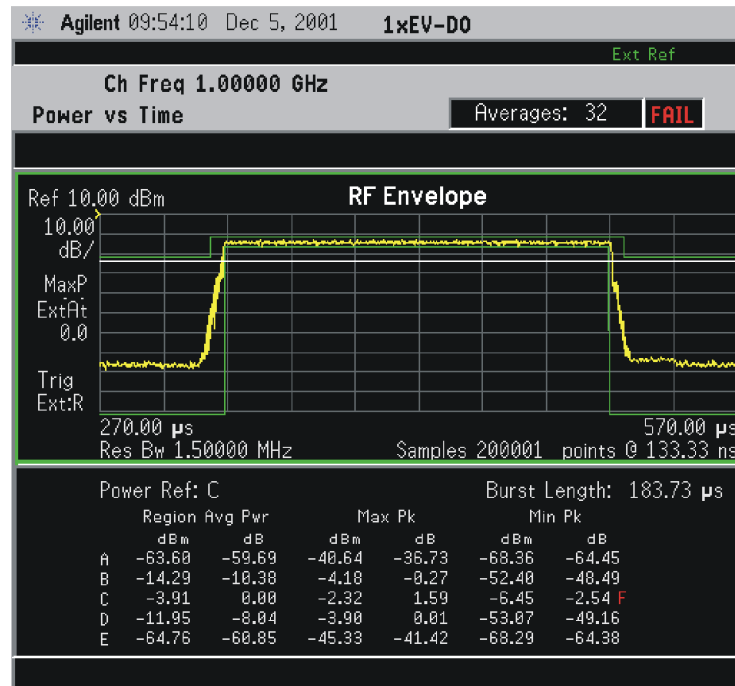 Agilent 09:54:10 Dec 5, 2001 1xEV-DO
Ext Ref
Ch Freq 1.00000 GHz
Power vs Time Averages: 32 FAIL
Ref 10.00 dBm RF Envelope
10.00
dB/
MaxP
ExtAt
0.0
Trig
Ext:R
270.00 µs 570.00 µs
Res Bw 1.50000 MHz Samples 200001 points @ 133.33 ns
Power Ref: C Burst Length: 183.73 µs
Region Avg Pwr Max Pk Min Pk
dBm dB dBm dB dBm dB
A -63.60 -59.69 -40.64 -36.73 -68.36 -64.45
B -14.29 -10.38 -4.18 -0.27 -52.40 -48.49
C -3.91 0.00 -2.32 1.59 -6.45 -2.54 F
D -11.95 -8.04 -3.90 0.01 -53.07 -49.16
E -64.76 -60.85 -45.33 -41.42 -68.29 -64.38